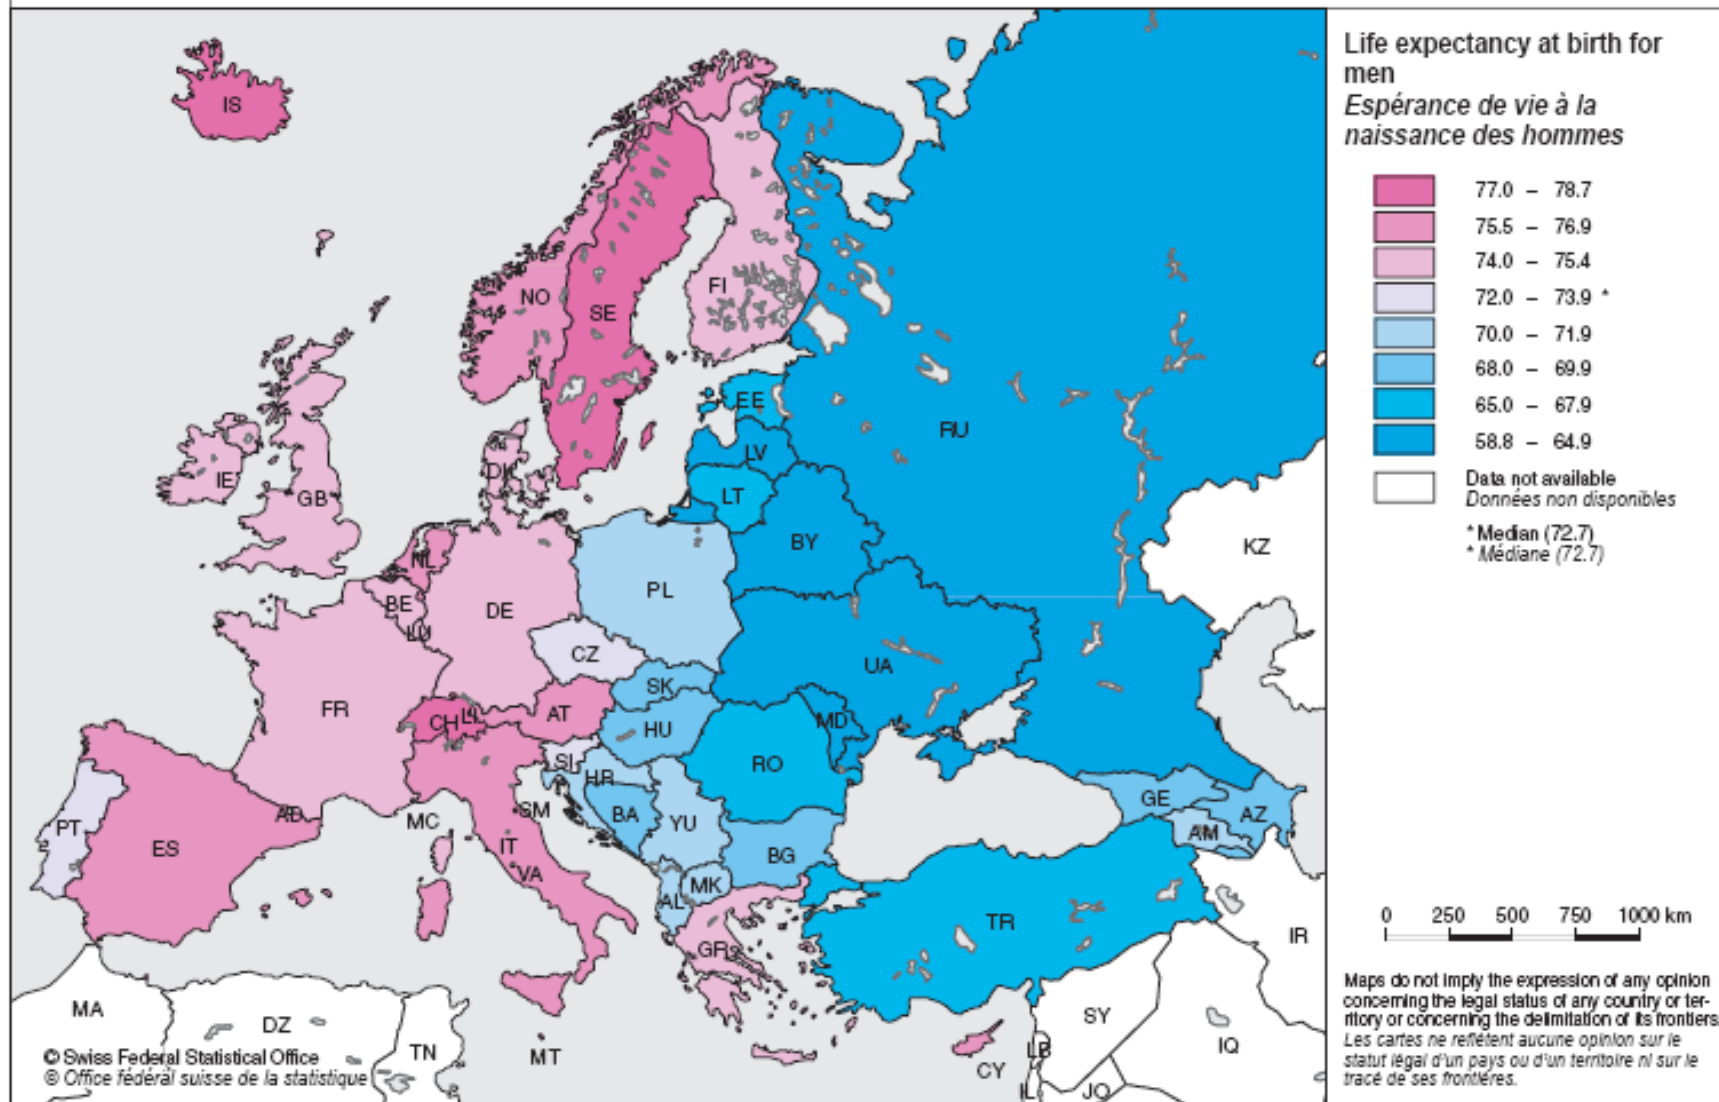 IS
NO
SE
FI
EE
RU
LV
LT
BY
DK
IE
GB
NL
BE
LU
DE
PL
KZ
CZ
UA
SK
FR
CH
LI
AT
HU
MD
SI
HR
RO
SM
BA
YU
GE
AZ
AM
PT
ES
AD
MC
IT
VA
BG
MK
AL
GR
TR
IR
MA
DZ
TN
MT
CY
LB
SY
IQ
IL
JO
© Swiss Federal Statistical Office
© Office fédéral suisse de la statistique
Life expectancy at birth for
men
Espérance de vie à la
naissance des hommes
77.0 – 78.7
75.5 – 76.9
74.0 – 75.4
72.0 – 73.9 *
70.0 – 71.9
68.0 – 69.9
65.0 – 67.9
58.8 – 64.9
Data not available
Données non disponibles
* Median (72.7)
* Médiane (72.7)
0 250 500 750 1000 km
Maps do not imply the expression of any opinion
concerning the legal status of any country or ter-
ritory or concerning the delimitation of its frontiers.
Les cartes ne reflètent aucune opinion sur le
statut légal d'un pays ou d'un territoire ni sur le
tracé de ses frontières.